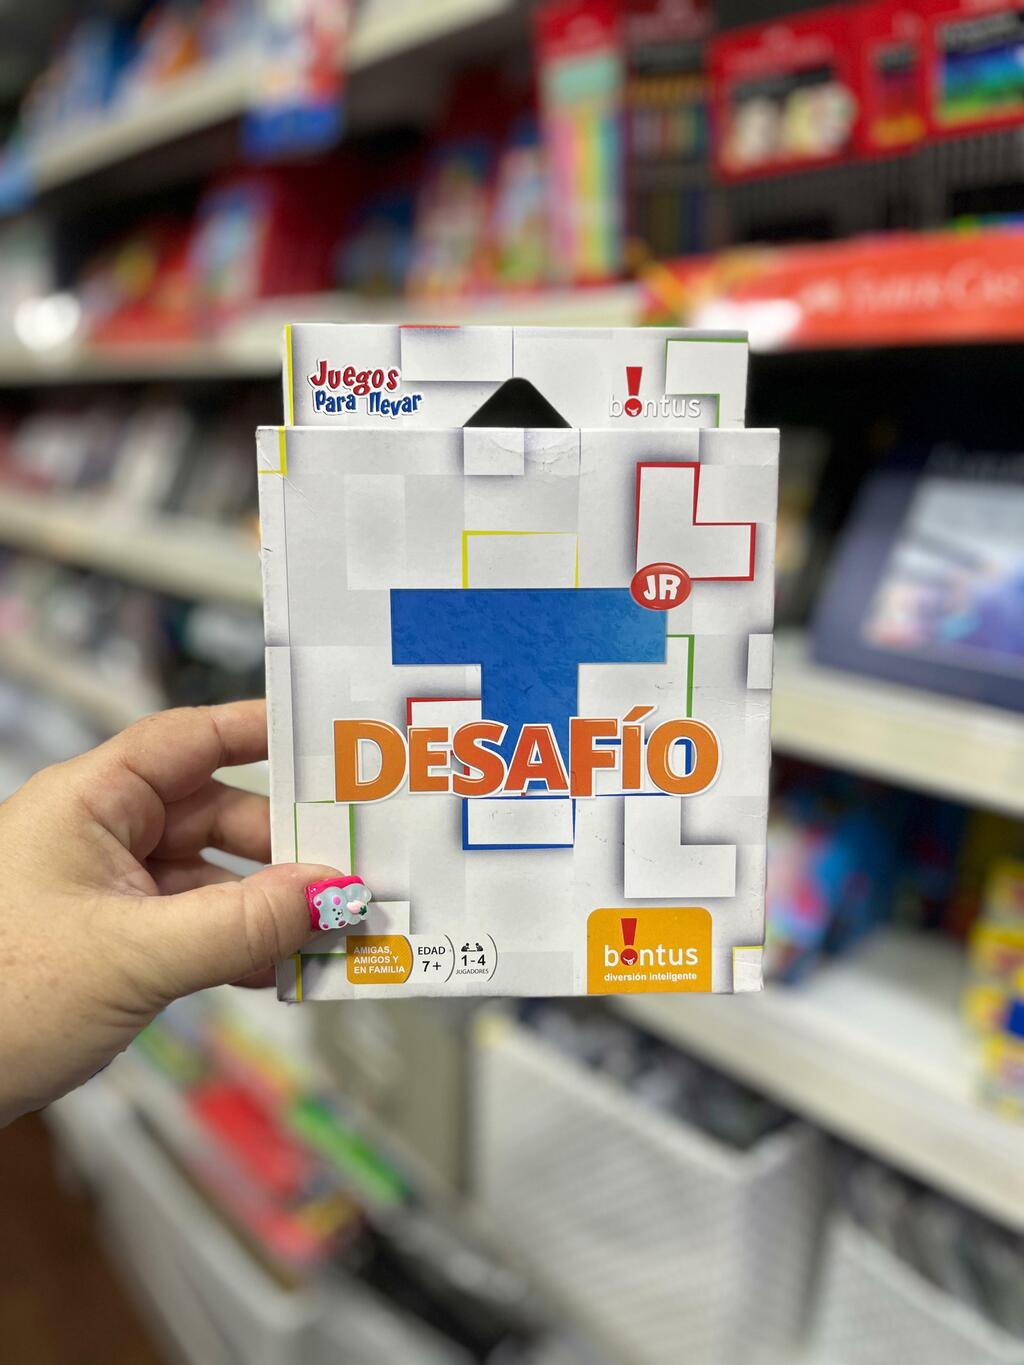 Juegos
para llevar
bontus
JR
T
DESAFÍO
AMIGAS,
AMIGOS Y
EN FAMILIA
EDAD
7+
1-4
JUGADORES
bontus
diversión inteligente